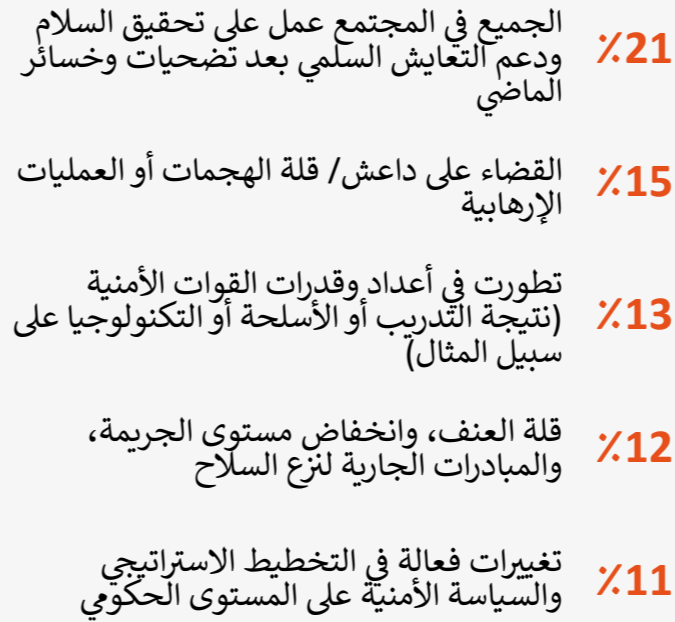 ٪21
الجميع في المجتمع عمل على تحقيق السلام
ودعم التعايش السلمي بعد تضحيات وخسائر
الماضي
٪15
القضاء على داعش/ قلة الهجمات أو العمليات
الإرهابية
٪13
تطورت في أعداد وقدرات القوات الأمنية
(نتيجة التدريب أو الأسلحة أو التكنولوجيا على
سبيل المثال)
٪12
قلة العنف، وانخفاض مستوى الجريمة،
والمبادرات الجارية لنزع السلاح
٪11
تغييرات فعالة في التخطيط الاستراتيجي
والسياسة الأمنية على المستوى الحكومي